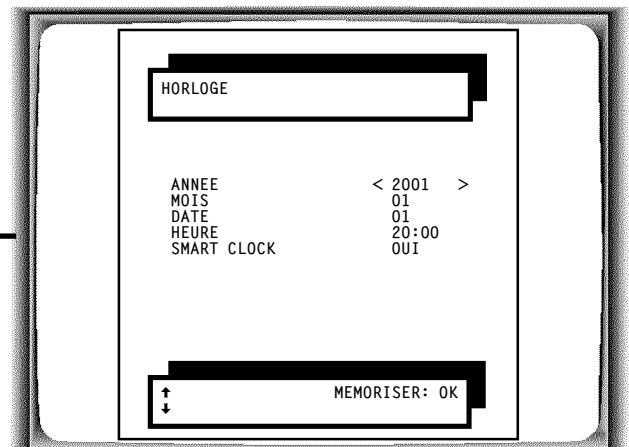 HORLOGE
ANNEE < 2001 >
MOIS 01
DATE 01
HEURE 20:00
SMART CLOCK OUI
↑ MEMORISER: OK
↓